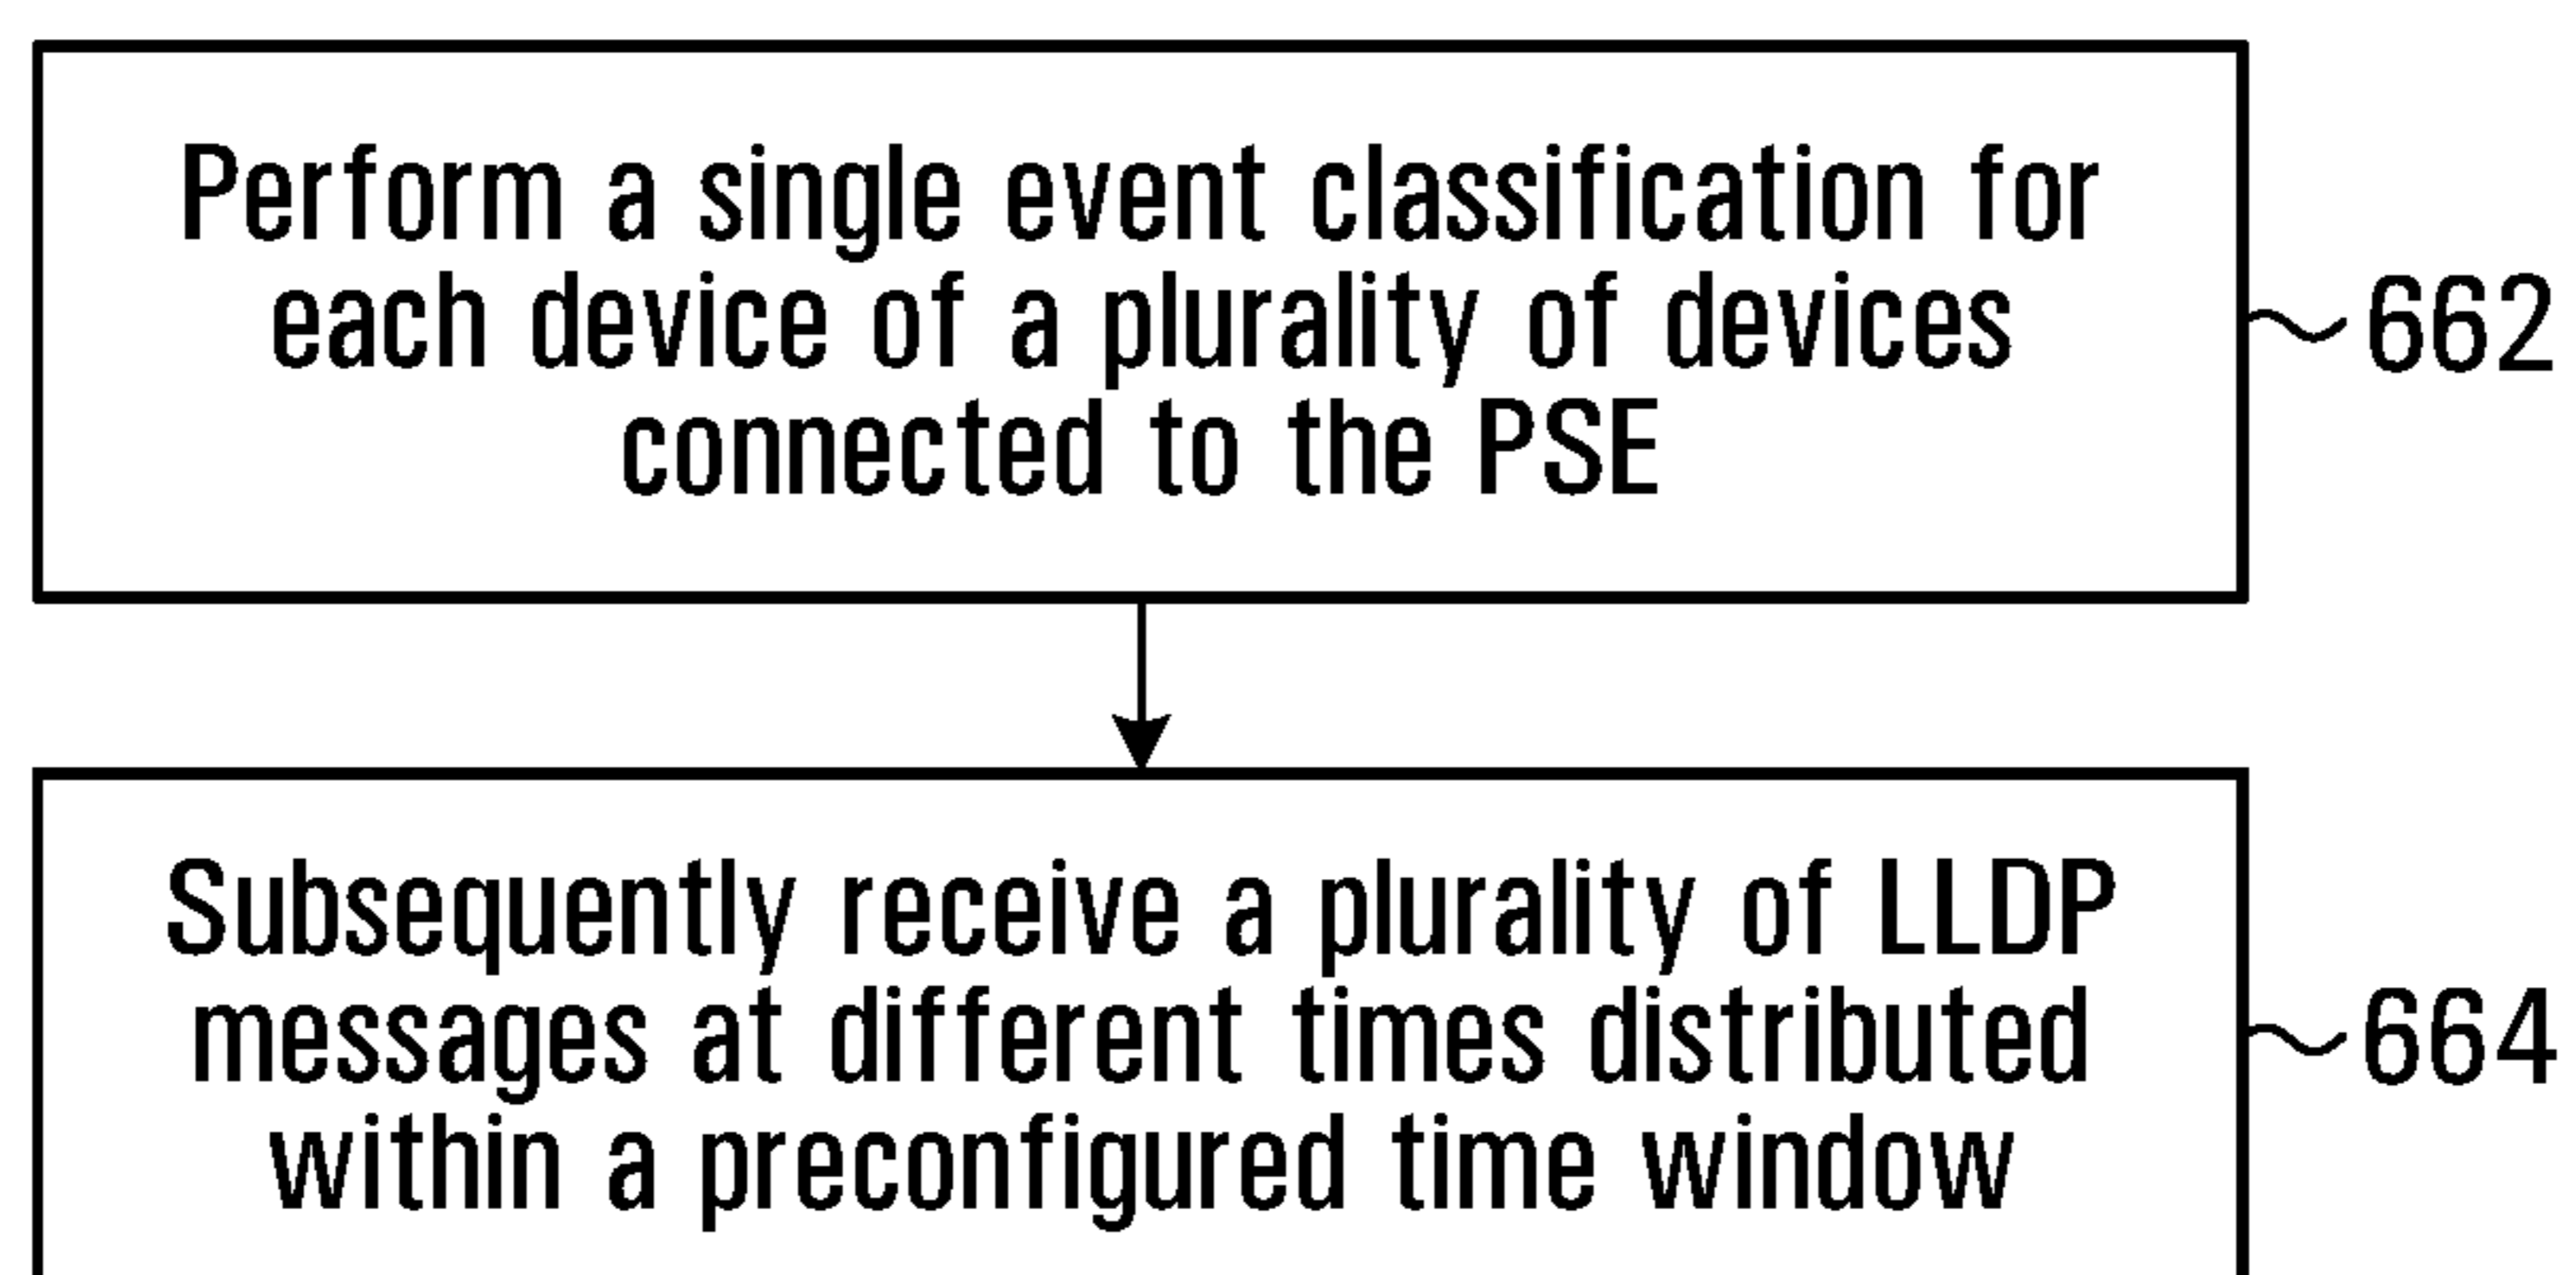 Perform a single event classification for
each device of a plurality of devices
connected to the PSE
662
Subsequently receive a plurality of LLDP
messages at different times distributed
within a preconfigured time window
664